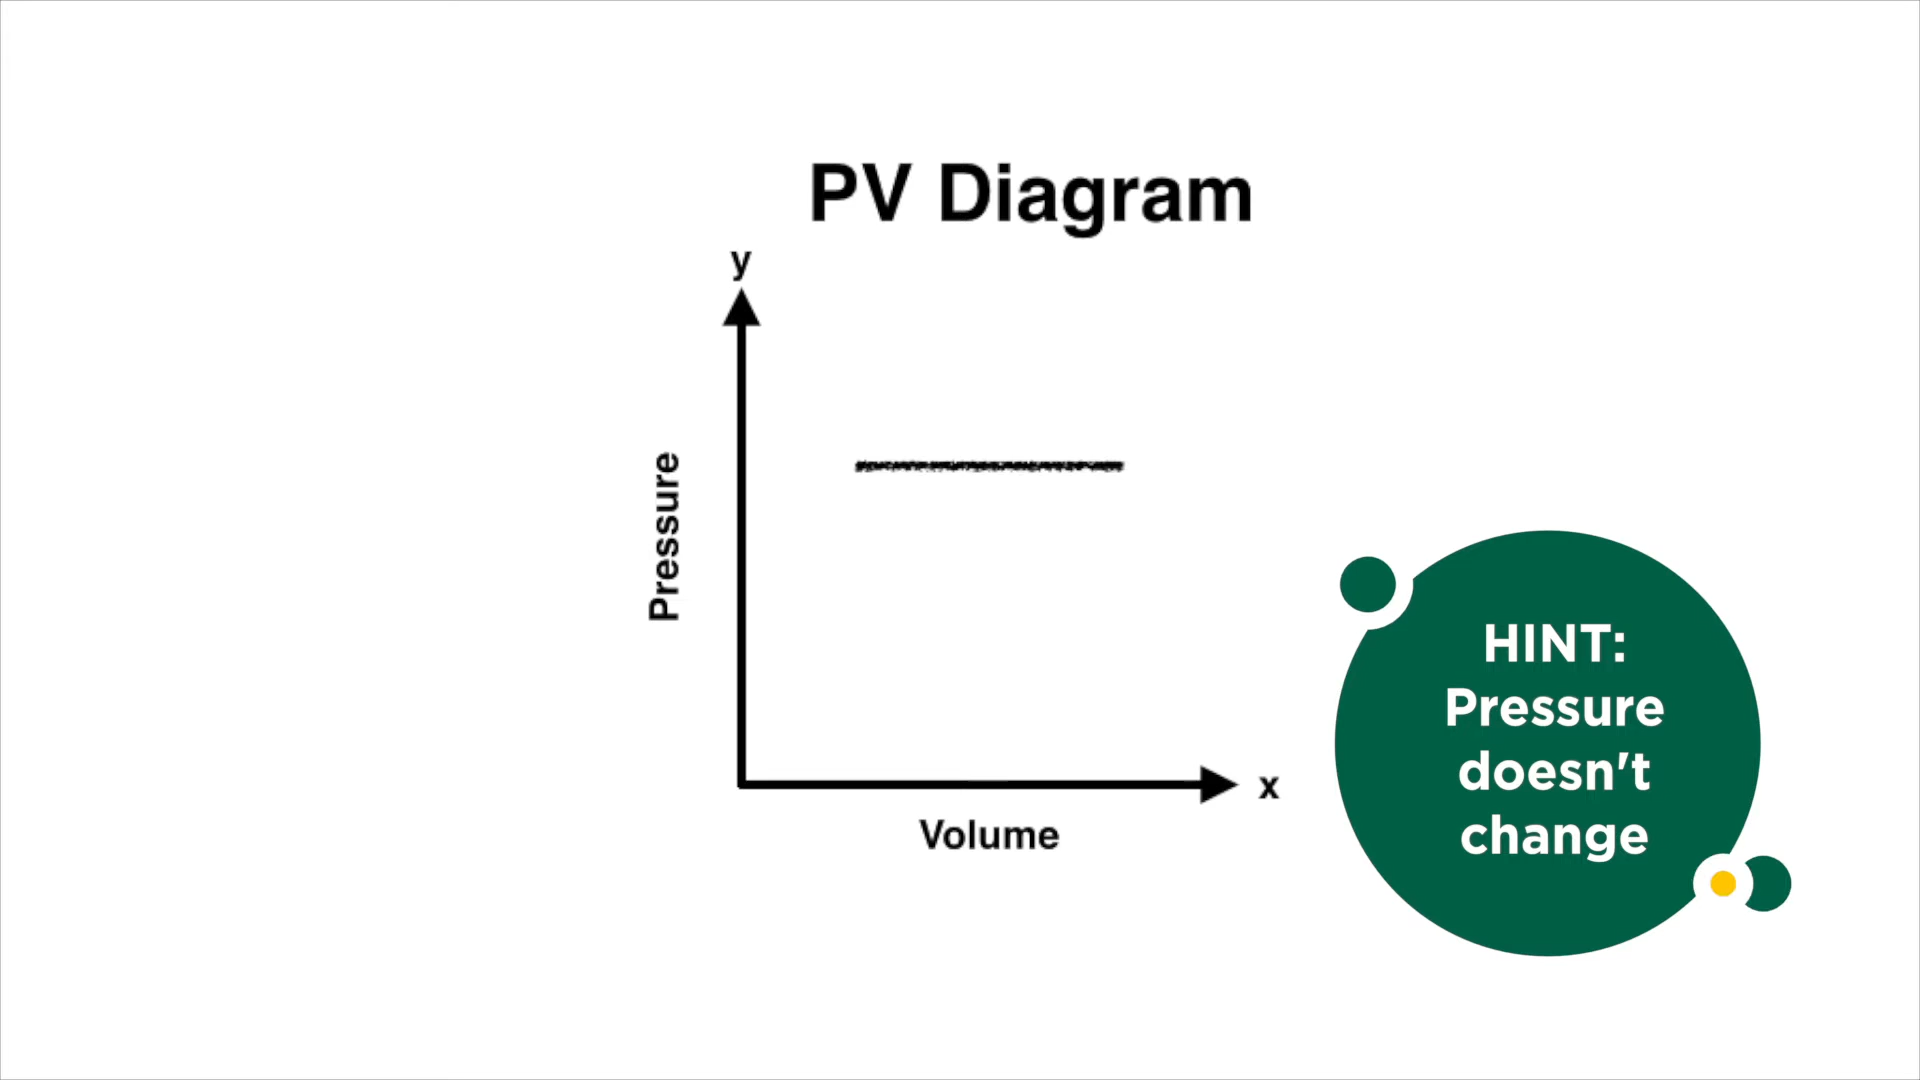 PV Diagram
y
Pressure
x
Volume
HINT:
Pressure
doesn't
change